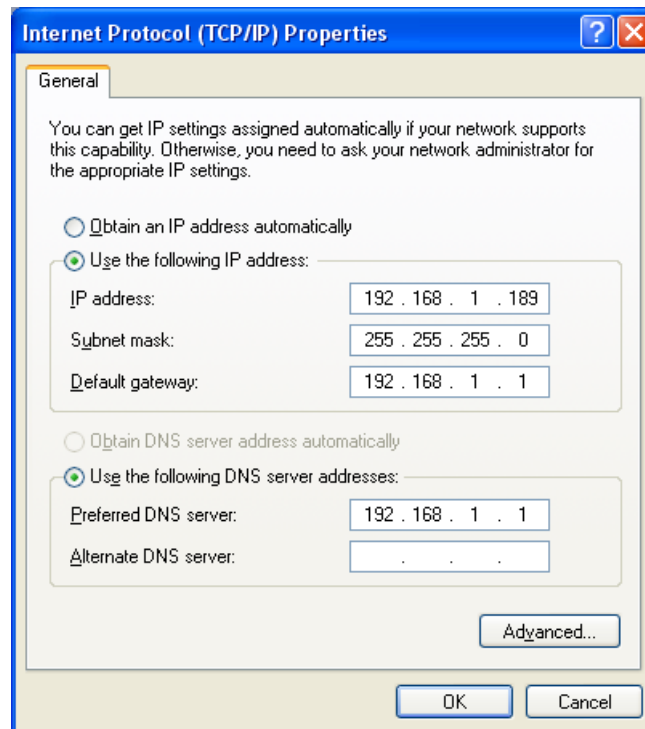 Internet Protocol (TCP/IP) Properties
General
You can get IP settings assigned automatically if your network supports
this capability. Otherwise, you need to ask your network administrator for
the appropriate IP settings.
Obtain an IP address automatically
Use the following IP address:
IP address: 192 . 168 . 1 . 189
Subnet mask: 255 . 255 . 255 . 0
Default gateway: 192 . 168 . 1 . 1
Obtain DNS server address automatically
Use the following DNS server addresses:
Preferred DNS server: 192 . 168 . 1 . 1
Alternate DNS server: . . .
Advanced...
OK Cancel